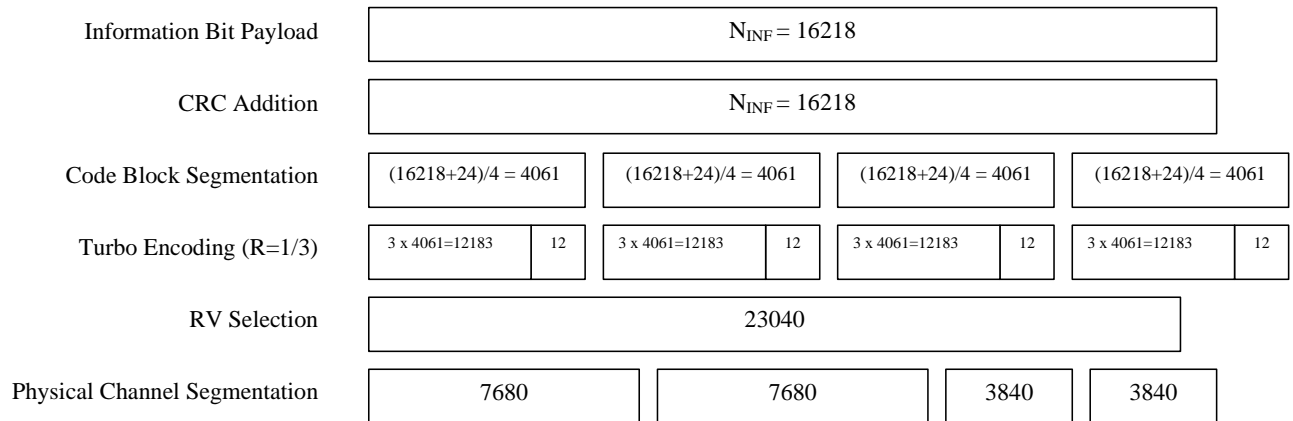 Information Bit Payload NINF = 16218
CRC Addition NINF = 16218
Code Block Segmentation (16218+24)/4 = 4061 (16218+24)/4 = 4061 (16218+24)/4 = 4061 (16218+24)/4 = 4061
Turbo Encoding (R=1/3) 3 x 4061=12183 12 3 x 4061=12183 12 3 x 4061=12183 12 3 x 4061=12183 12
RV Selection 23040
Physical Channel Segmentation 7680 7680 3840 3840